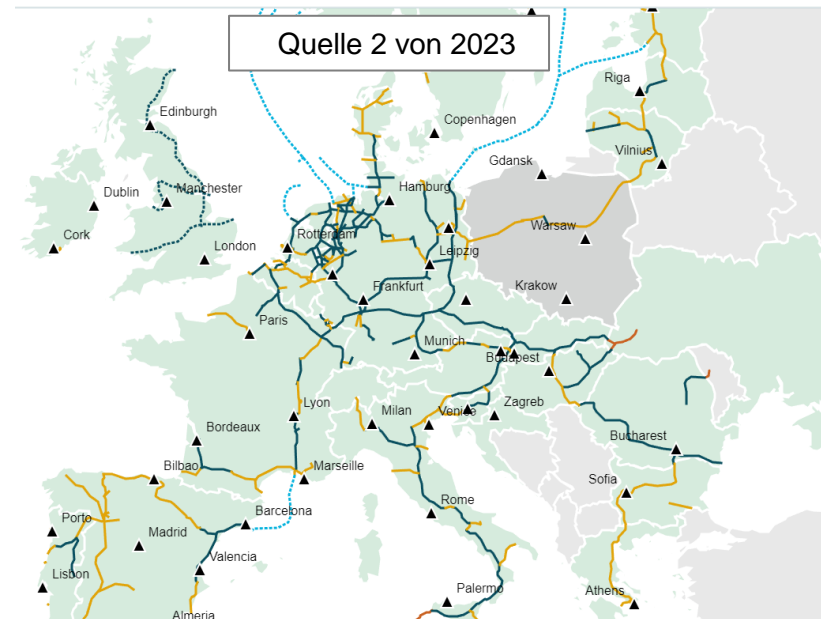 Quelle 2 von 2023
Riga
Edinburgh
Copenhagen
Vilnius
Gdansk
Manchester
Hamburg
Dublin
Warsaw
Cork
Rotterdam
London
Leipzig
Frankfurt
Krakow
Paris
Munich
Budapest
Lyon
Milan
Venice
Zagreb
Bordeaux
Bucharest
Bilbao
Marseille
Sofia
Rome
Barcelona
Porto
Madrid
Valencia
Lisbon
Palermo
Athens
Almeria